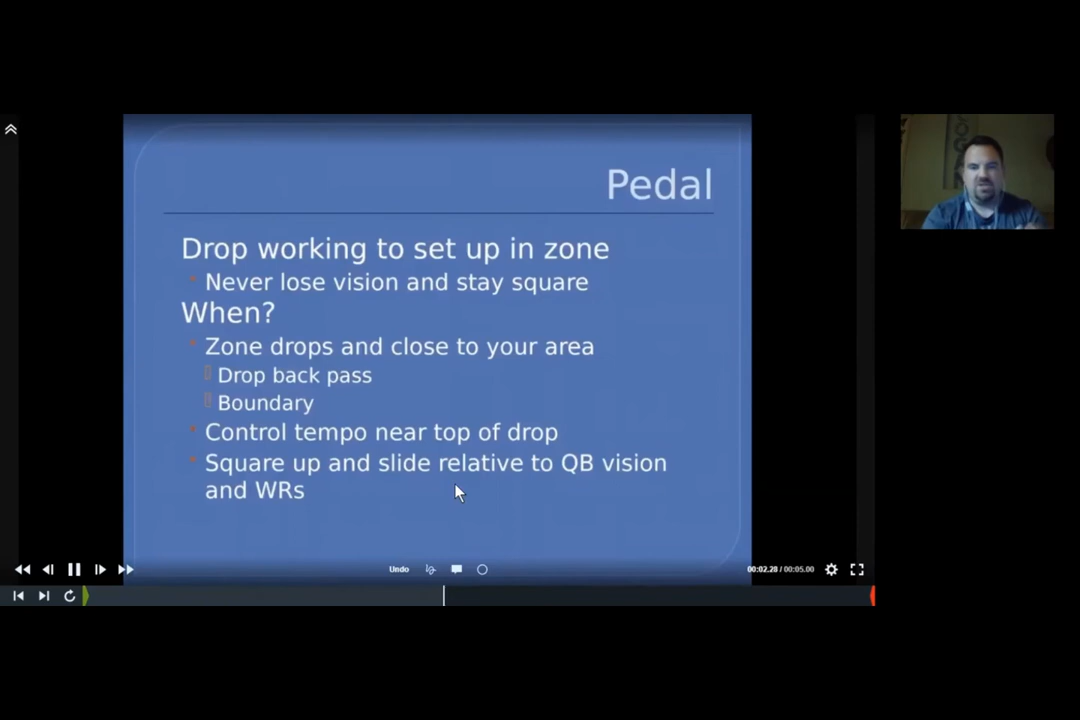 Pedal
Drop working to set up in zone
Never lose vision and stay square
When?
Zone drops and close to your area
Drop back pass
Boundary
Control tempo near top of drop
Square up and slide relative to QB vision
and WRs
Undo
00:02.28 / 00:05.00